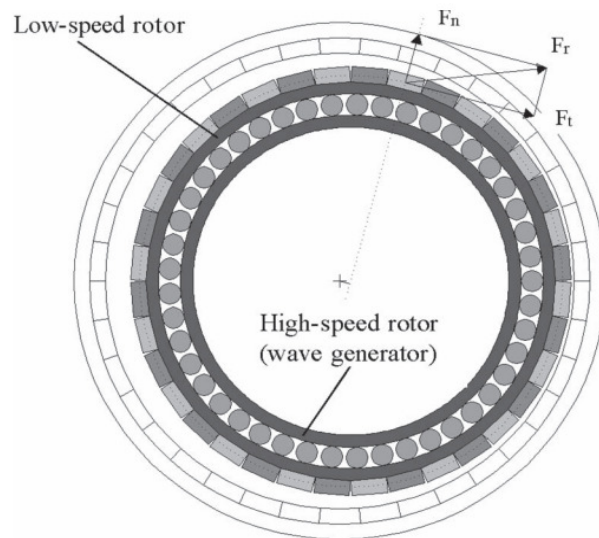 Low-speed rotor
Fn
Fr
Ft
High-speed rotor
(wave generator)